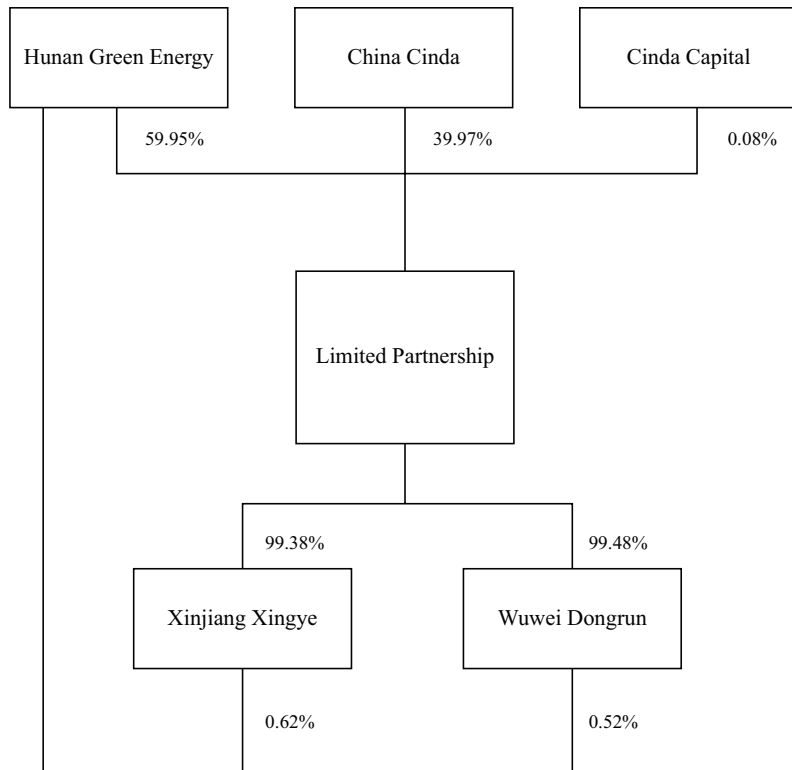 Hunan Green Energy
China Cinda
Cinda Capital
59.95%
39.97%
0.08%
Limited Partnership
99.38%
99.48%
Xinjiang Xingye
Wuwei Dongrun
0.62%
0.52%